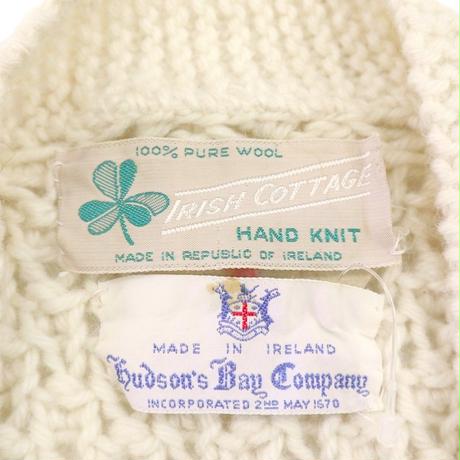 100% PURE WOOL
IRISH COTTAGE
HAND KNIT
MADE IN REPUBLIC OF IRELAND
MADE IN IRELAND
Hudson's Bay Company
INCORPORATED 2ND MAY 1670